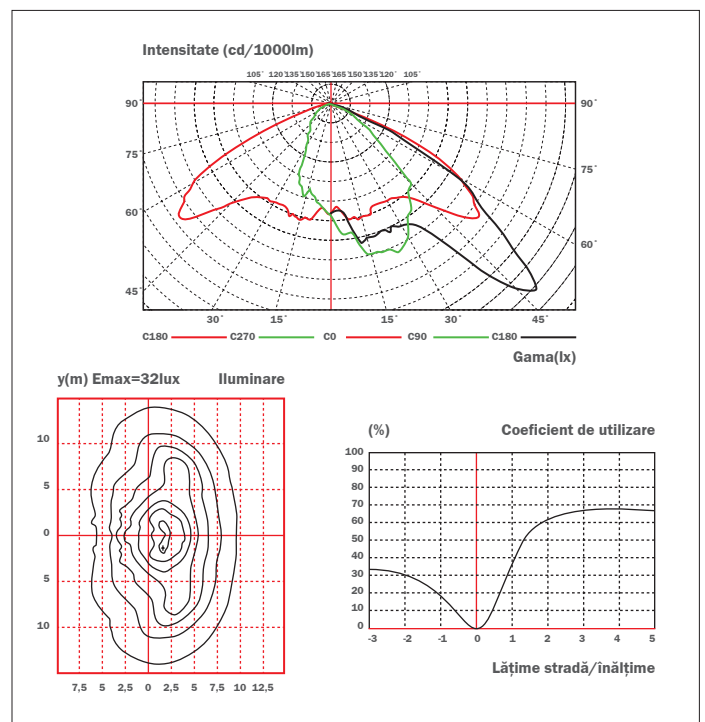 Intensitate (cd/1000lm)
105° 120°135°150°165°165°150°135°120° 105°
90° 90°
75° 75°
60° 60°
45°
30° 15° 15° 30° 45°
C180 C270 C0 C90 C180
Gama(lx)
y(m) Emax=32lux Iluminare
10
5
0
5
10
7,5 5 2,5 0 2,5 5 7,5 10 12,5
(%) Coeficient de utilizare
100
90
80
70
60
50
40
30
20
10
0
-3 -2 -1 0 1 2 3 4 5
Lățime stradă/înălțime